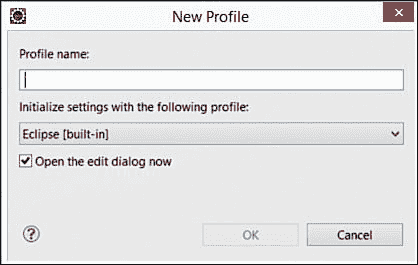 New Profile
Profile name:
Initialize settings with the following profile:
Eclipse [built-in]
Open the edit dialog now
?
OK
Cancel